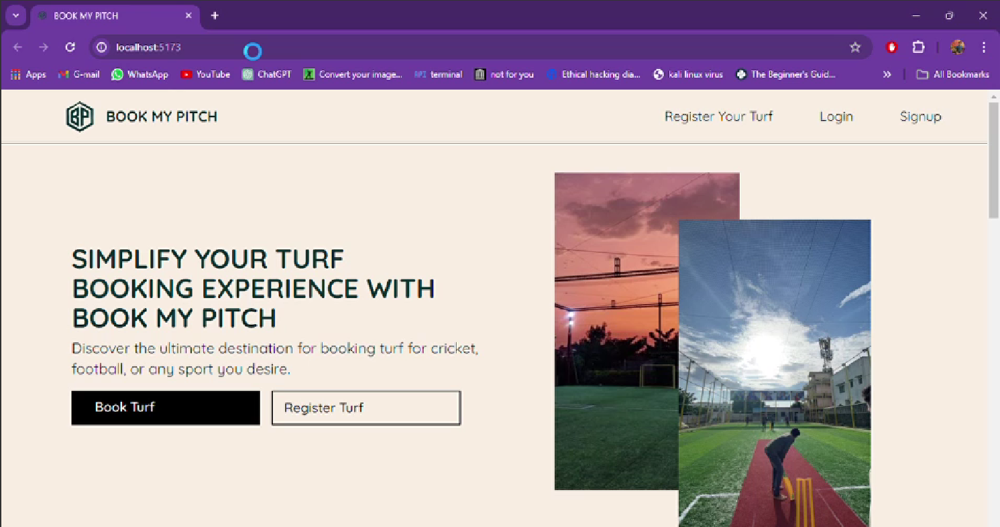 BOOK MY PITCH
localhost:5173
Apps
G-mail
WhatsApp
YouTube
ChatGPT
Convert your image...
terminal
not for you
Ethical hacking dia...
kali linux virus
The Beginner's Guid...
All Bookmarks
BP BOOK MY PITCH
Register Your Turf
Login
Signup
SIMPLIFY YOUR TURF
BOOKING EXPERIENCE WITH
BOOK MY PITCH
Discover the ultimate destination for booking turf for cricket,
football, or any sport you desire.
Book Turf
Register Turf